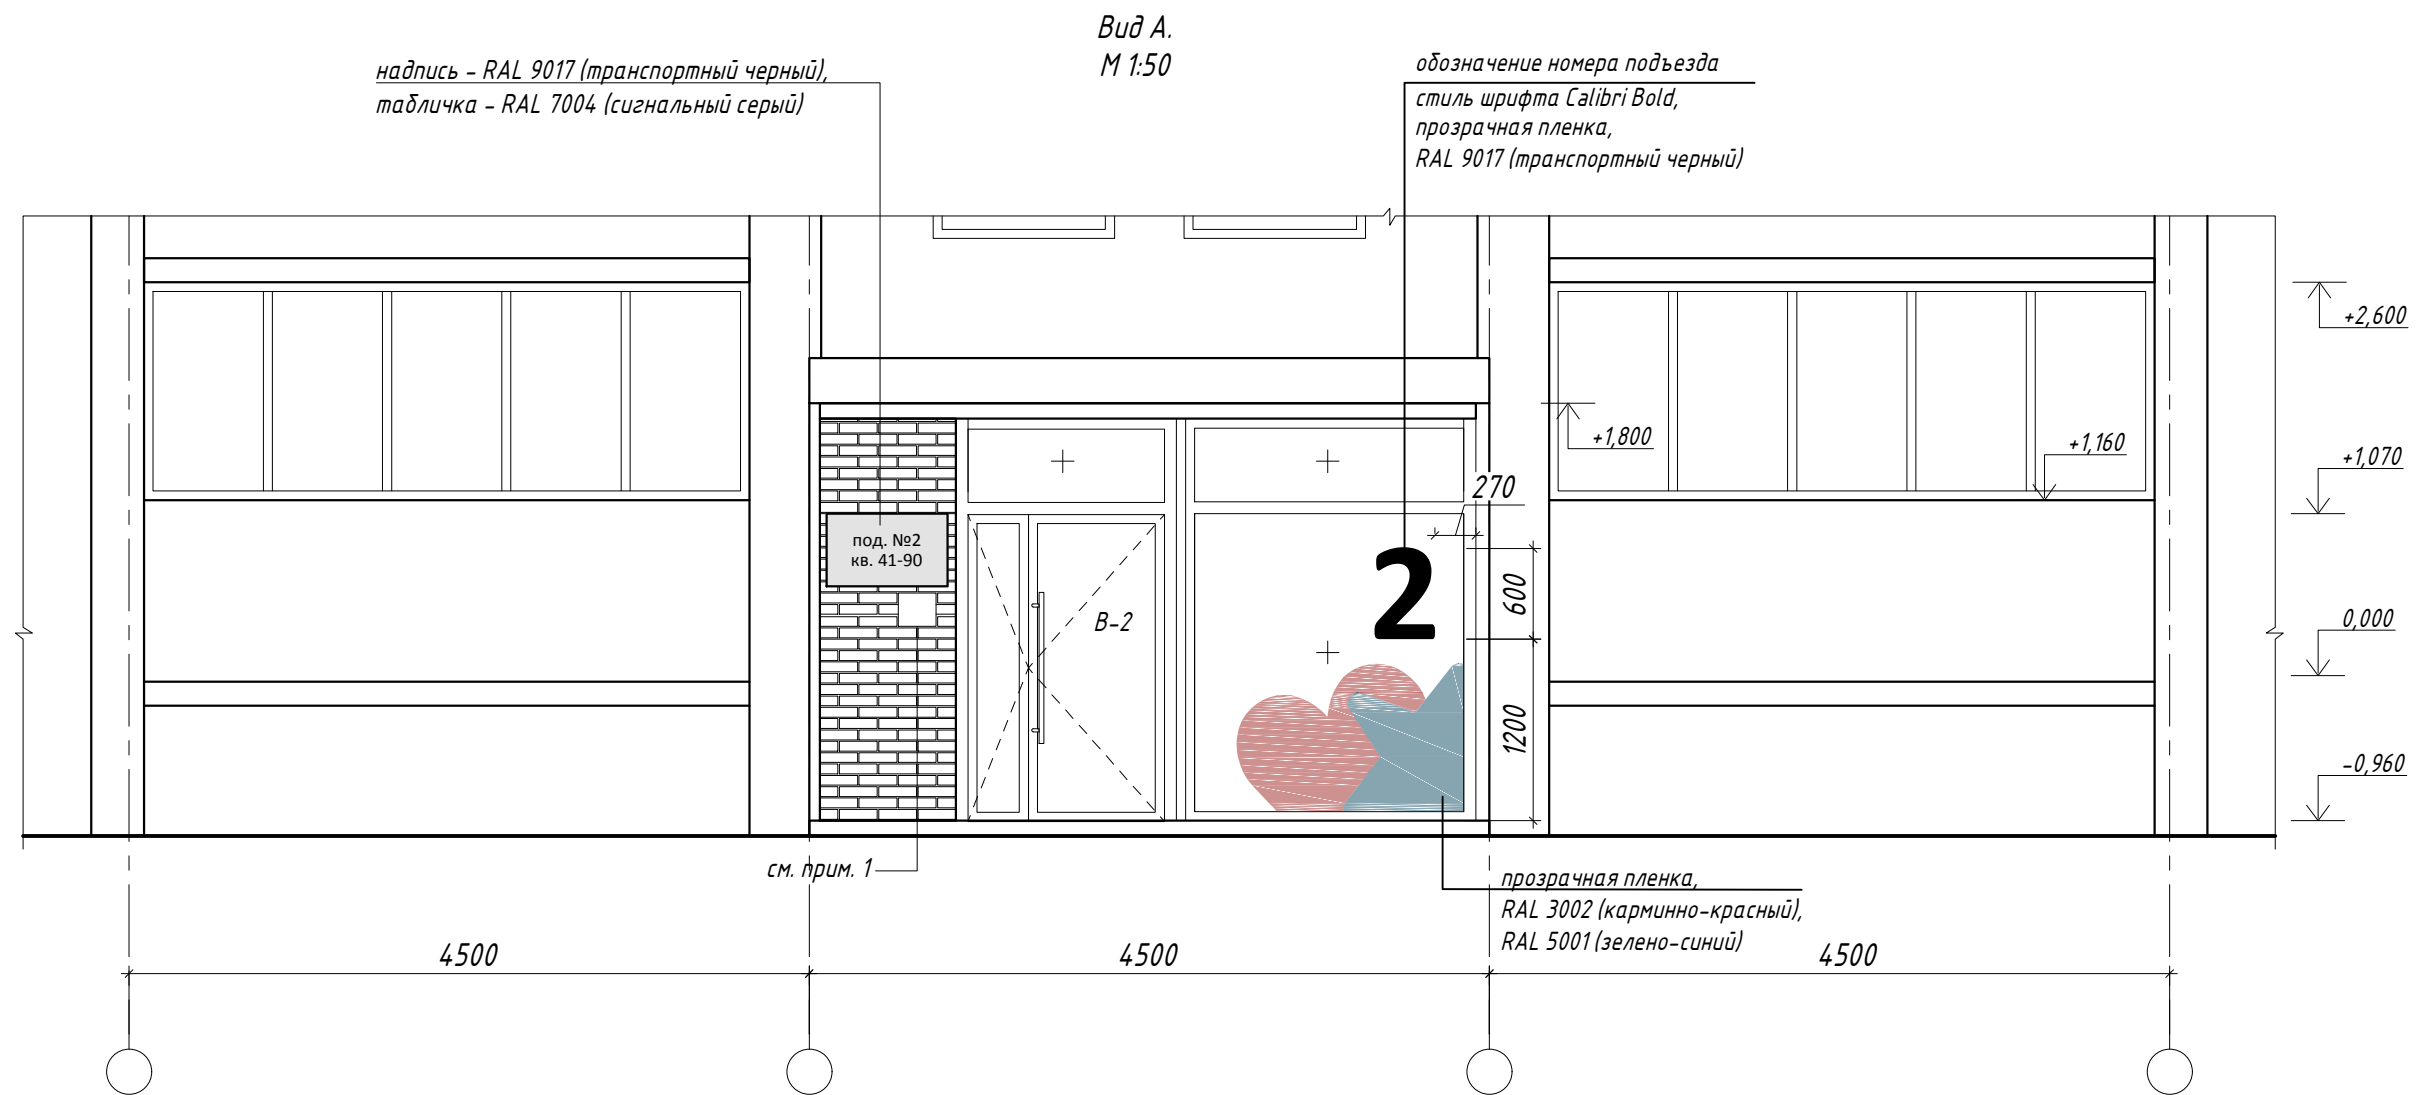 Вид А.
М 1:50
надпись - RAL 9017 (транспортный черный),
табличка - RAL 7004 (сигнальный серый)
обозначение номера подъезда
стиль шрифта Calibri Bold,
прозрачная пленка,
RAL 9017 (транспортный черный)
+2,600
+1,800
+1,160
+1,070
270
под. №2
кв. 41-90
2
600
В-2
0,000
1200
-0,960
см. прим. 1
прозрачная пленка,
RAL 3002 (карминно-красный),
RAL 5001 (зелено-синий)
4500
4500
4500